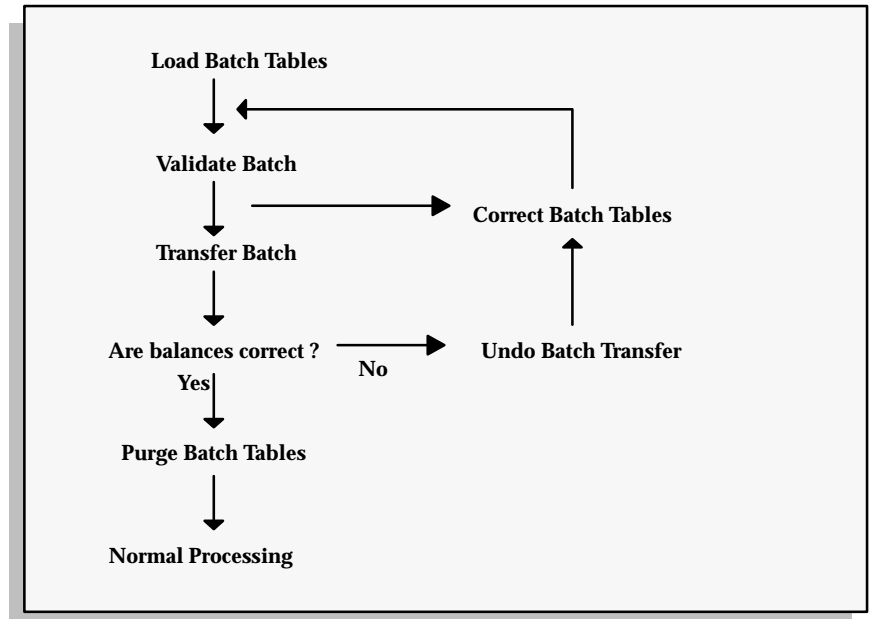 Load Batch Tables
Validate Batch
Correct Batch Tables
Transfer Batch
Are balances correct ?
No
Undo Batch Transfer
Yes
Purge Batch Tables
Normal Processing